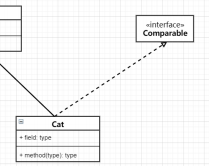 «interface»
Comparable
Cat
+ field: type
+ method(type): type